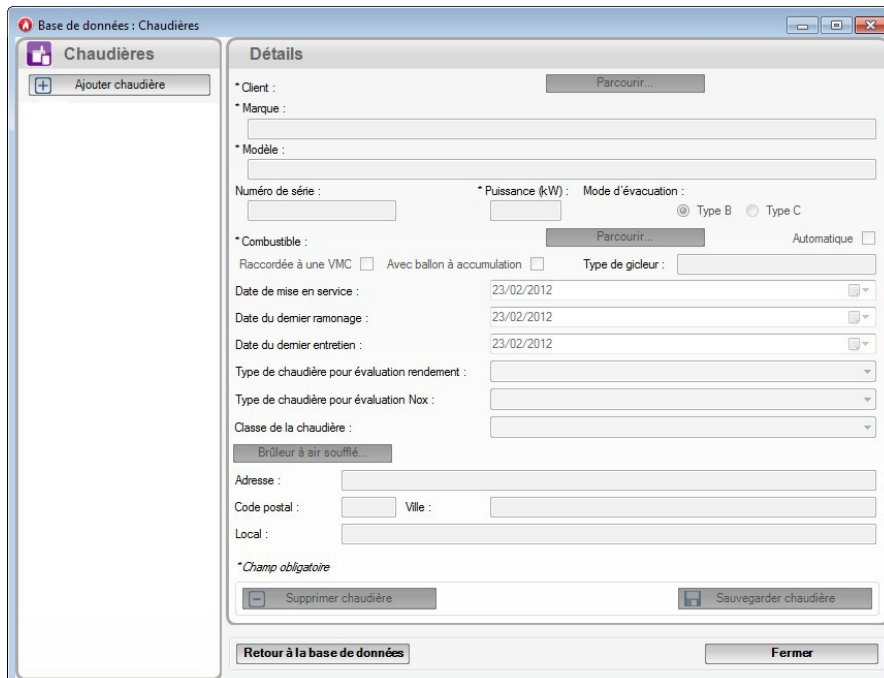 Base de données : Chaudières
Chaudières
Ajouter chaudière
Détails
* Client :
Parcourir...
* Marque :
* Modèle :
Numéro de série :
* Puissance (kW) :
Mode d'évacuation :
Type B
Type C
* Combustible :
Parcourir...
Automatique
Raccordée à une VMC
Avec ballon à accumulation
Type de gicleur :
Date de mise en service :
23/02/2012
Date du dernier ramonage :
23/02/2012
Date du dernier entretien :
23/02/2012
Type de chaudière pour évaluation rendement :
Type de chaudière pour évaluation Nox :
Classe de la chaudière :
Brûleur à air soufflé...
Adresse :
Code postal :
Ville :
Local :
*Champ obligatoire
Supprimer chaudière
Sauvegarder chaudière
Retour à la base de données
Fermer